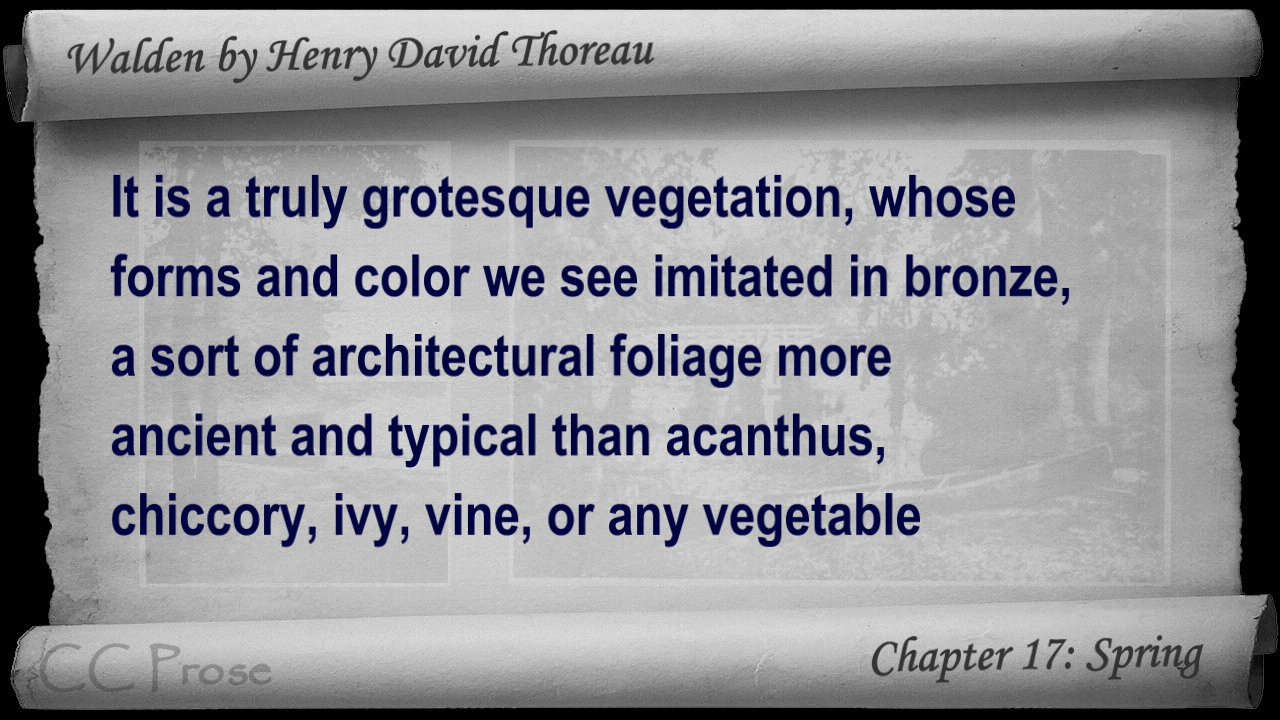 Walden by Henry David Thoreau
It is a truly grotesque vegetation, whose
forms and color we see imitated in bronze,
a sort of architectural foliage more
ancient and typical than acanthus,
chiccory, ivy, vine, or any vegetable
CC Prose
Chapter 17: Spring